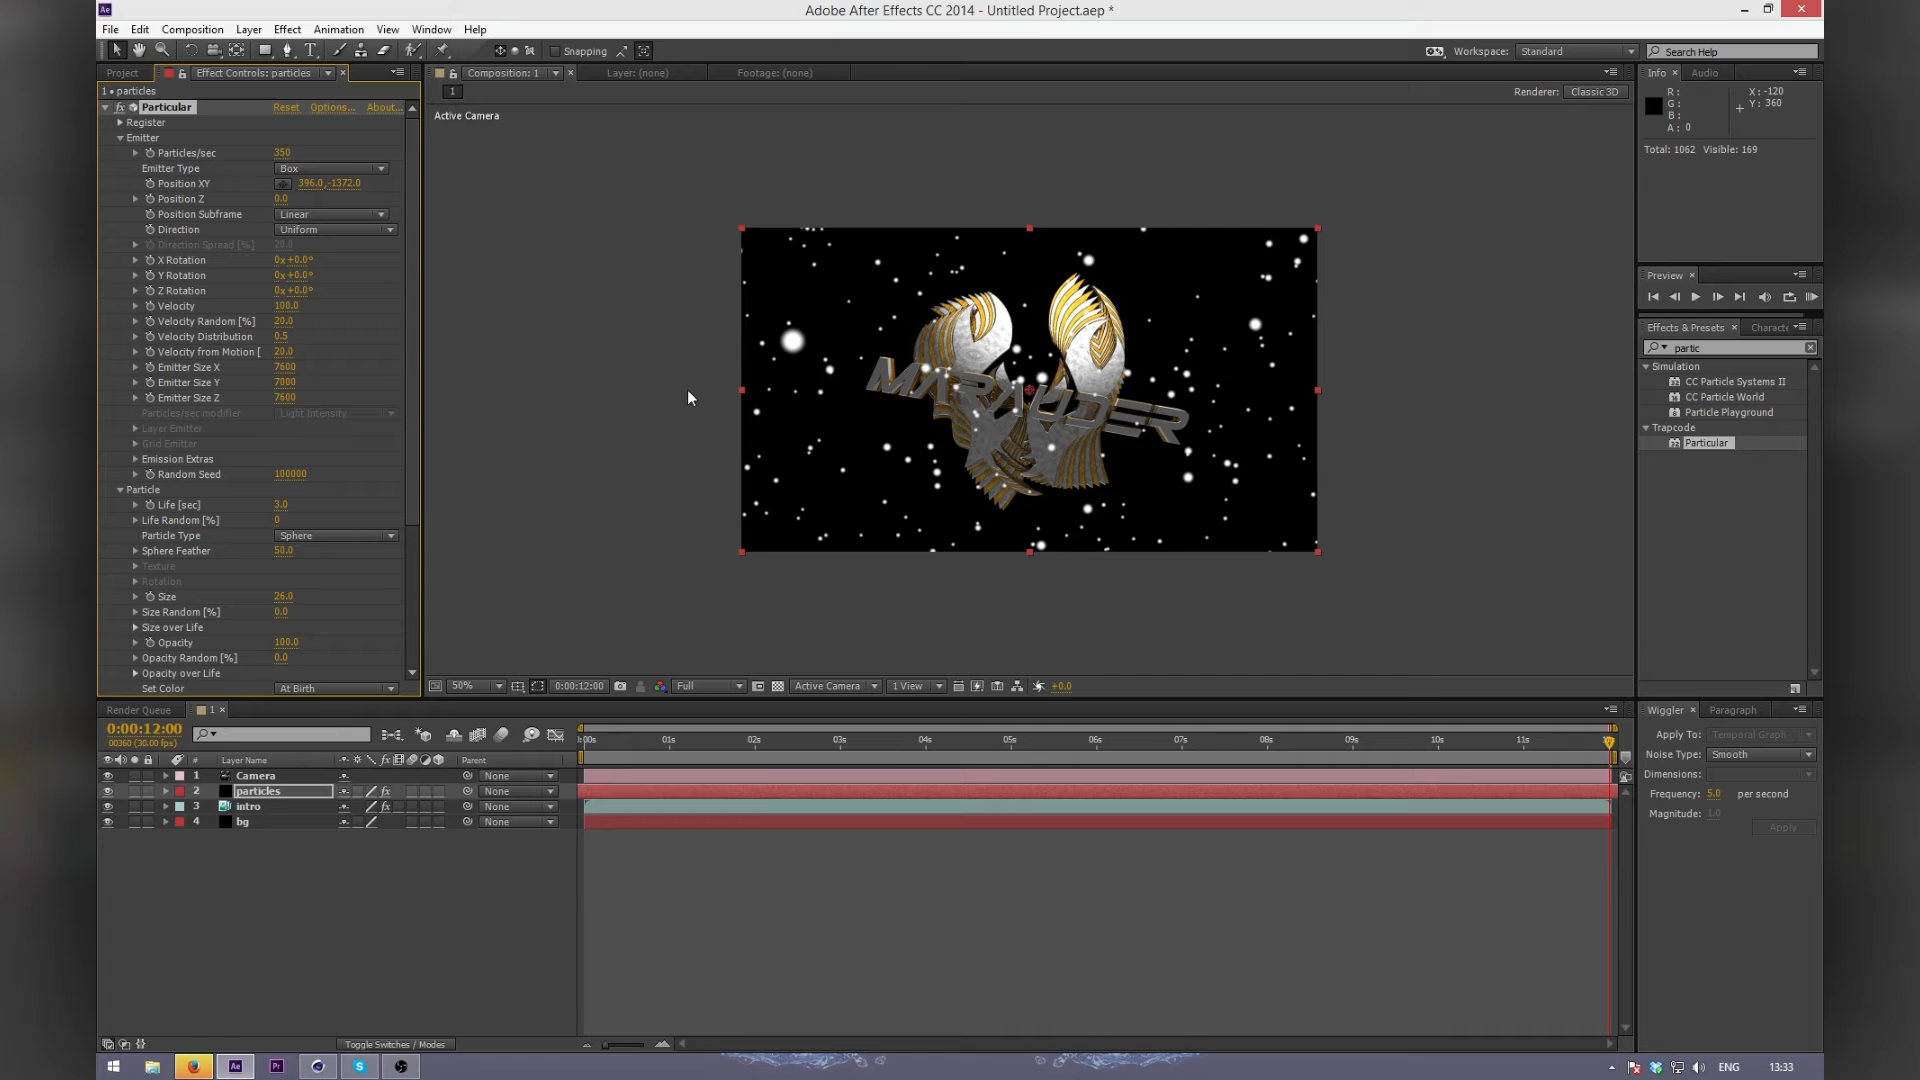 Adobe After Effects CC 2014 - Untitled Project.aep *
File Edit Composition Layer Effect Animation View Window Help
Snapping
Workspace: Standard
Search Help
Project
Effect Controls: particles
1 • particles
Particular Reset Options... About...
Register
Emitter
Particles/sec 350
Emitter Type Box
Position XY 396.0,-1372.0
Position Z 0.0
Position Subframe Linear
Direction Uniform
Direction Spread [%] 20.0
X Rotation 0x+0.0°
Y Rotation 0x+0.0°
Z Rotation 0x+0.0°
Velocity 100.0
Velocity Random [%] 20.0
Velocity Distribution 0.5
Velocity from Motion [ 20.0
Emitter Size X 7600
Emitter Size Y 7000
Emitter Size Z 7600
Particles/sec modifier Light Intensity
Layer Emitter
Grid Emitter
Emission Extras
Random Seed 100000
Particle
Life [sec] 3.0
Life Random [%] 0
Particle Type Sphere
Sphere Feather 50.0
Texture
Rotation
Size 26.0
Size Random [%] 0.0
Size over Life
Opacity 100.0
Opacity Random [%] 0.0
Opacity over Life
Set Color At Birth
Composition: 1
Layer: (none)
Footage: (none)
1
Renderer: Classic 3D
Active Camera
MARAUDER
50% 0:00:12:00 Full Active Camera 1 View +0.0
Info Audio
R: X: -120
G: Y: 360
B:
A: 0
Total: 1062 Visible: 169
Preview
Effects & Presets Characte
partic
Simulation
CC Particle Systems II
CC Particle World
Particle Playground
Trapcode
Particular
Render Queue 1
0:00:12:00
00360 (30.00 fps)
:00s 01s 02s 03s 04s 05s 06s 07s 08s 09s 10s 11s
# Layer Name fx Parent
1 Camera None
2 particles fx None
3 intro fx None
4 bg None
Toggle Switches / Modes
Wiggler Paragraph
Apply To: Temporal Graph
Noise Type: Smooth
Dimensions:
Frequency: 5.0 per second
Magnitude: 1.0
Apply
Ae Pr S
ENG 13:33